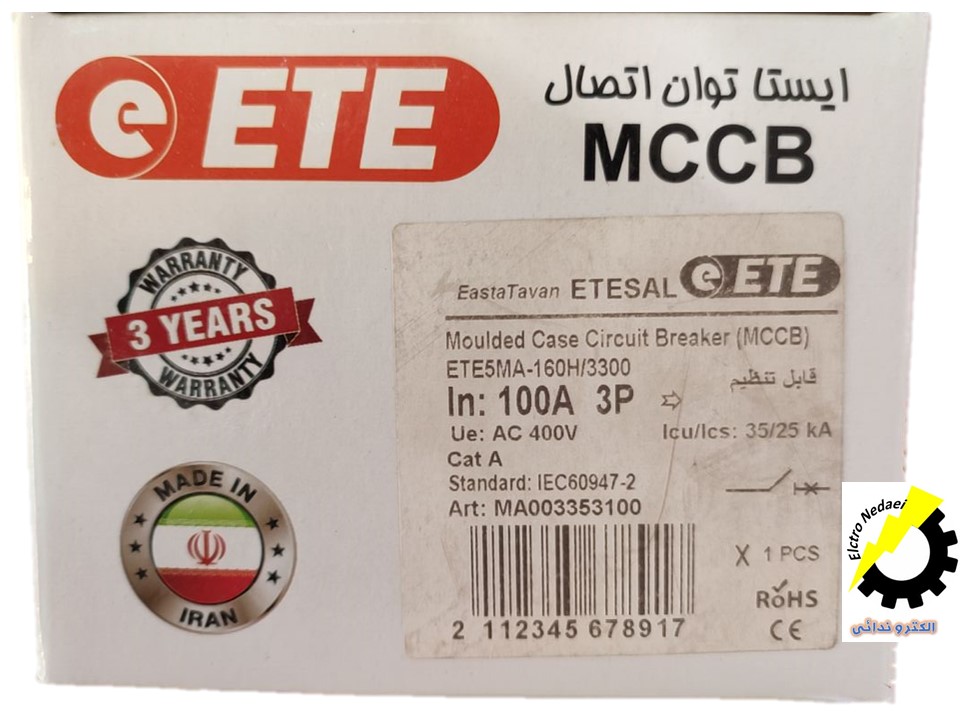 e ETE
ایستا توان اتصال
MCCB
WARRANTY
3 YEARS
WARRANTY
MADE IN
IRAN
EastaTavan ETESAL e ETE
Moulded Case Circuit Breaker (MCCB)
ETE5MA-160H/3300
قابل تنظیم
In: 100A 3P
Ue: AC 400V
Icu/Ics: 35/25 kA
Cat A
Standard: IEC60947-2
Art: MA003353100
X 1 PCS
RoHS
CE
2 112345 678917
Elctro Nedaei
الکترو ندائی